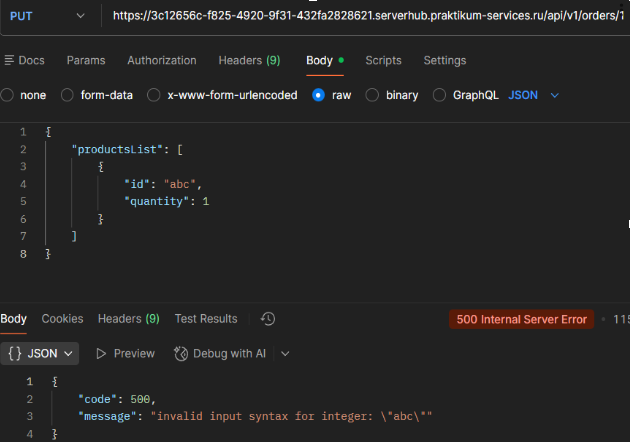 PUT https://3c12656c-f825-4920-9f31-432fa2828621.serverhub.praktikum-services.ru/api/v1/orders/1
Docs Params Authorization Headers (9) Body Scripts Settings
none form-data x-www-form-urlencoded raw binary GraphQL JSON
1 {
2 "productsList": [
3 {
4 "id": "abc",
5 "quantity": 1
6 }
7 ]
8 }
Body Cookies Headers (9) Test Results 500 Internal Server Error 115
{} JSON Preview Debug with AI
1 {
2 "code": 500,
3 "message": "invalid input syntax for integer: \"abc\""
4 }